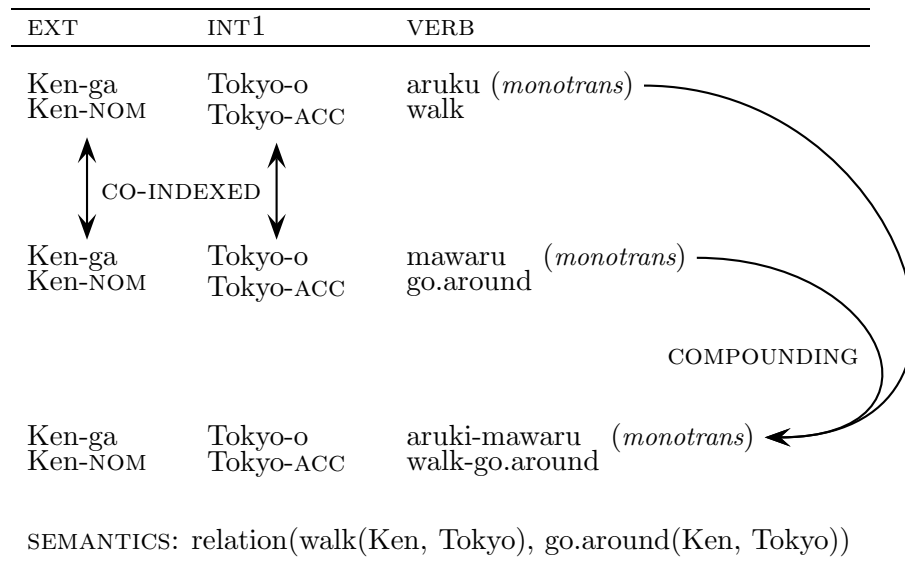 EXT INT1 VERB
Ken-ga Tokyo-o aruku (monotrans)
Ken-NOM Tokyo-ACC walk
CO-INDEXED
Ken-ga Tokyo-o mawaru (monotrans)
Ken-NOM Tokyo-ACC go.around
COMPOUNDING
Ken-ga Tokyo-o aruki-mawaru (monotrans)
Ken-NOM Tokyo-ACC walk-go.around
SEMANTICS: relation(walk(Ken, Tokyo), go.around(Ken, Tokyo))